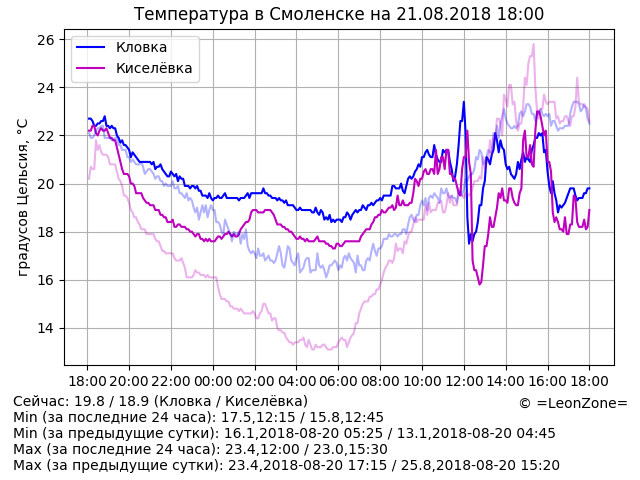 Температура в Смоленске на 21.08.2018 18:00
Кловка
Киселёвка
градусов Цельсия, °C
26
24
22
20
18
16
14
18:00 20:00 22:00 00:00 02:00 04:00 06:00 08:00 10:00 12:00 14:00 16:00 18:00
Сейчас: 19.8 / 18.9 (Кловка / Киселёвка)
© =LeonZone=
Min (за последние 24 часа): 17.5,12:15 / 15.8,12:45
Min (за предыдущие сутки): 16.1,2018-08-20 05:25 / 13.1,2018-08-20 04:45
Max (за последние 24 часа): 23.4,12:00 / 23.0,15:30
Max (за предыдущие сутки): 23.4,2018-08-20 17:15 / 25.8,2018-08-20 15:20